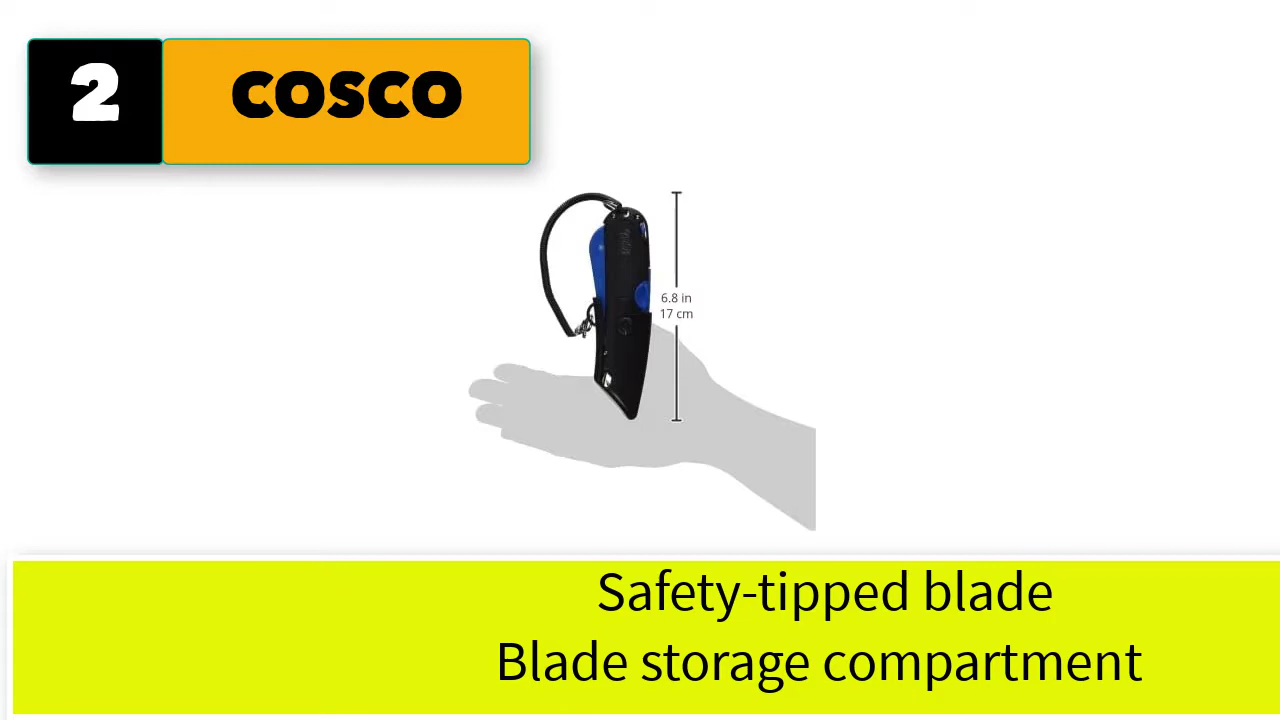 2 COSCO
6.8 in
17 cm
Safety-tipped blade
Blade storage compartment